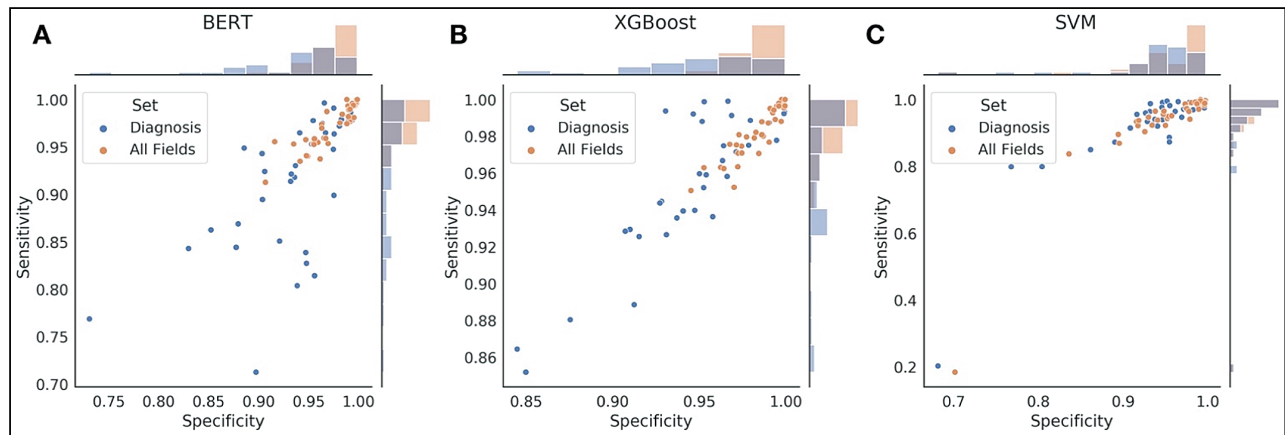 A
BERT
Set
Diagnosis
All Fields
1.00
0.95
0.90
0.85
0.80
0.75
0.70
Sensitivity
0.75 0.80 0.85 0.90 0.95 1.00
Specificity
B
XGBoost
Set
Diagnosis
All Fields
1.00
0.98
0.96
0.94
0.92
0.90
0.88
0.86
Sensitivity
0.85 0.90 0.95 1.00
Specificity
C
SVM
Set
Diagnosis
All Fields
1.0
0.8
0.6
0.4
0.2
Sensitivity
0.7 0.8 0.9 1.0
Specificity